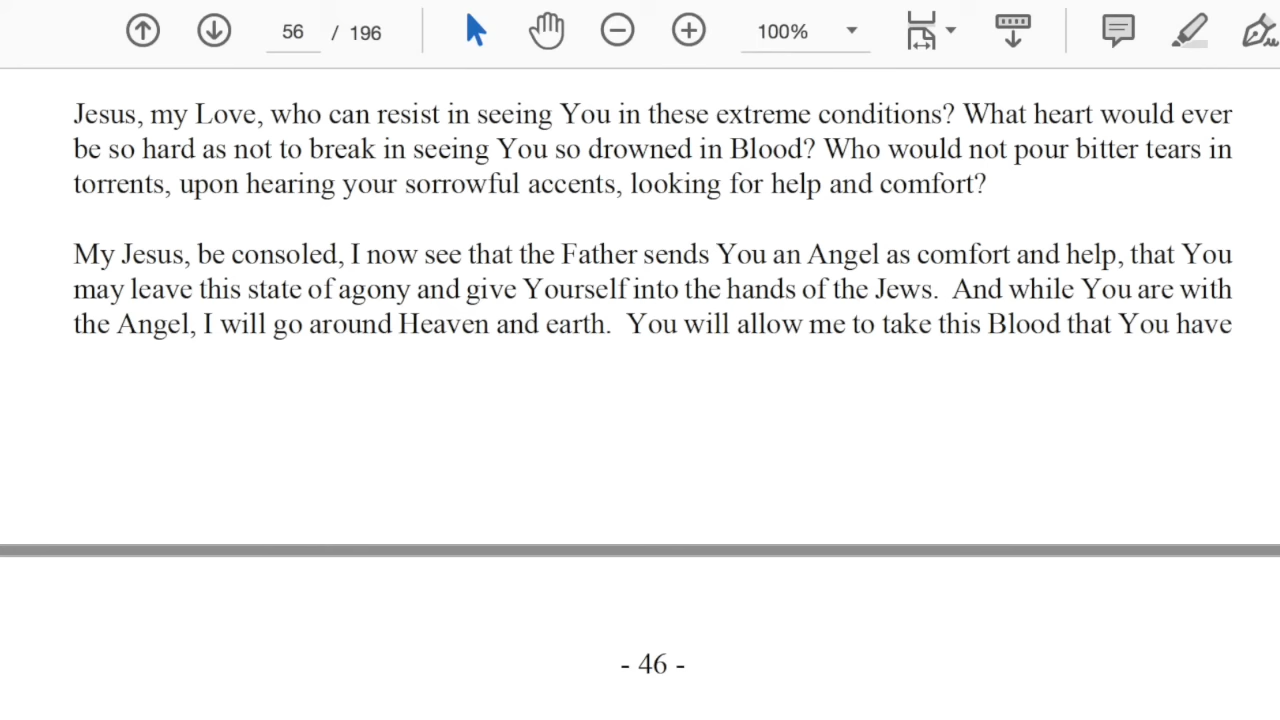 56 / 196 100%
Jesus, my Love, who can resist in seeing You in these extreme conditions? What heart would ever
be so hard as not to break in seeing You so drowned in Blood? Who would not pour bitter tears in
torrents, upon hearing your sorrowful accents, looking for help and comfort?
My Jesus, be consoled, I now see that the Father sends You an Angel as comfort and help, that You
may leave this state of agony and give Yourself into the hands of the Jews. And while You are with
the Angel, I will go around Heaven and earth. You will allow me to take this Blood that You have
- 46 -